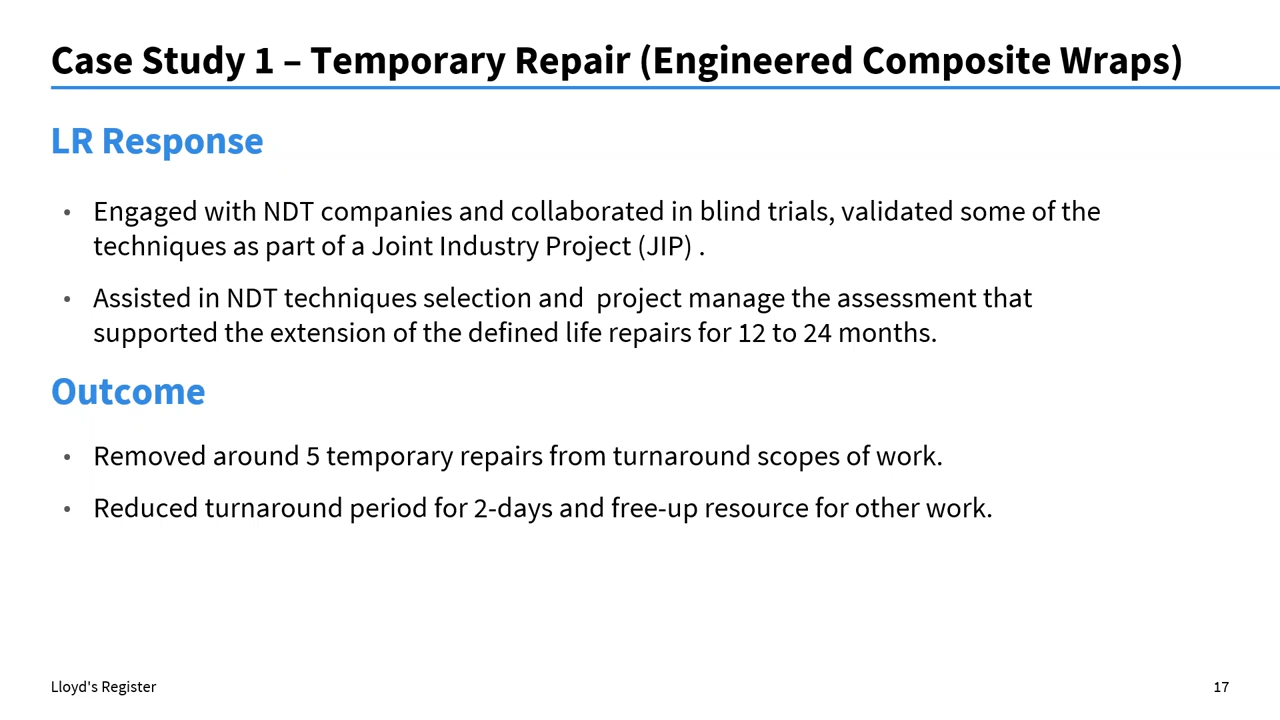 Case Study 1 – Temporary Repair (Engineered Composite Wraps)
LR Response
• Engaged with NDT companies and collaborated in blind trials, validated some of the
techniques as part of a Joint Industry Project (JIP) .
• Assisted in NDT techniques selection and  project manage the assessment that
supported the extension of the defined life repairs for 12 to 24 months.
Outcome
• Removed around 5 temporary repairs from turnaround scopes of work.
• Reduced turnaround period for 2-days and free-up resource for other work.
Lloyd's Register
17